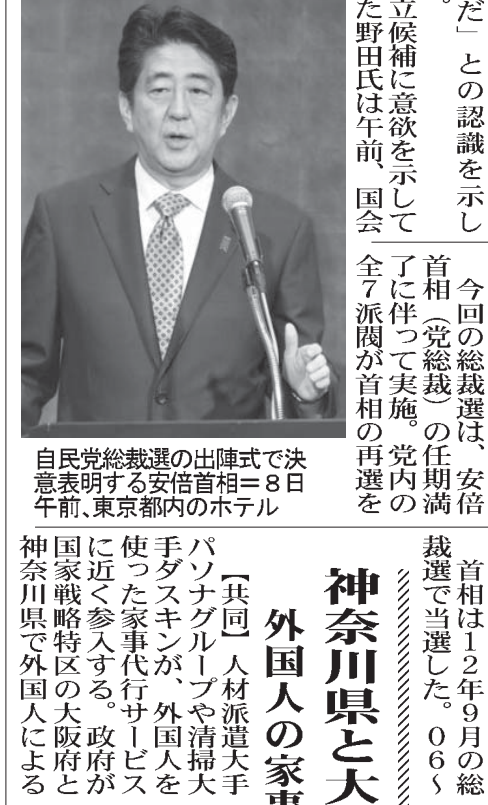 だ」との認識を示し
。
立候補に意欲を示して
た野田氏は午前、国会
今回の総裁選は、安倍
首相（党総裁）の任期満
了に伴って実施。党内の
全７派閥が首相の再選を
自民党総裁選の出陣式で決
意表明する安倍首相＝８日
午前、東京都内のホテル
首相は１２年９月の総
裁選で当選した。０６～
神奈川県と大
外国人の家事
【共同】人材派遣大手
パソナグループや清掃大
手ダスキンが、外国人を
使った家事代行サービス
に近く参入する。政府が
国家戦略特区の大阪府と
神奈川県で外国人による